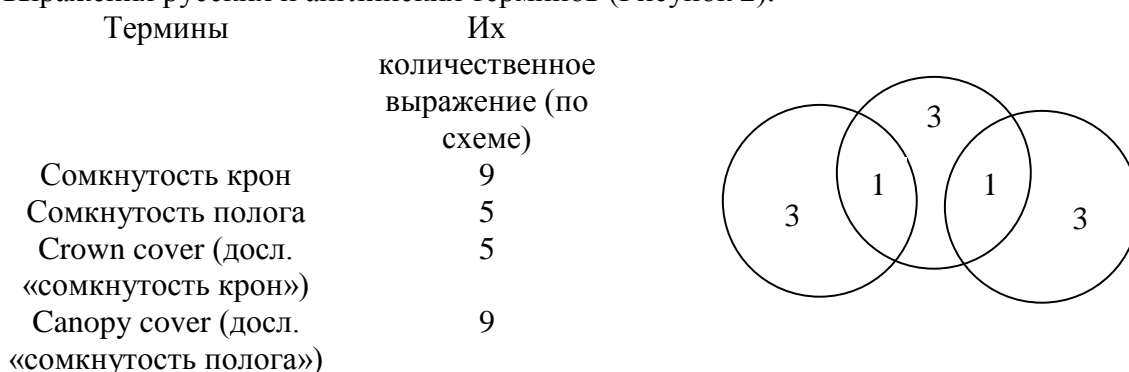 выражения русских и английских терминов (Рисунок 2).
Термины Их
количественное
выражение (по
схеме)
Сомкнутость крон 9
Сомкнутость полога 5
Crown cover (досл. 5
«сомкнутость крон»)
Canopy cover (досл. 9
«сомкнутость полога»)
3
1
3
1
3